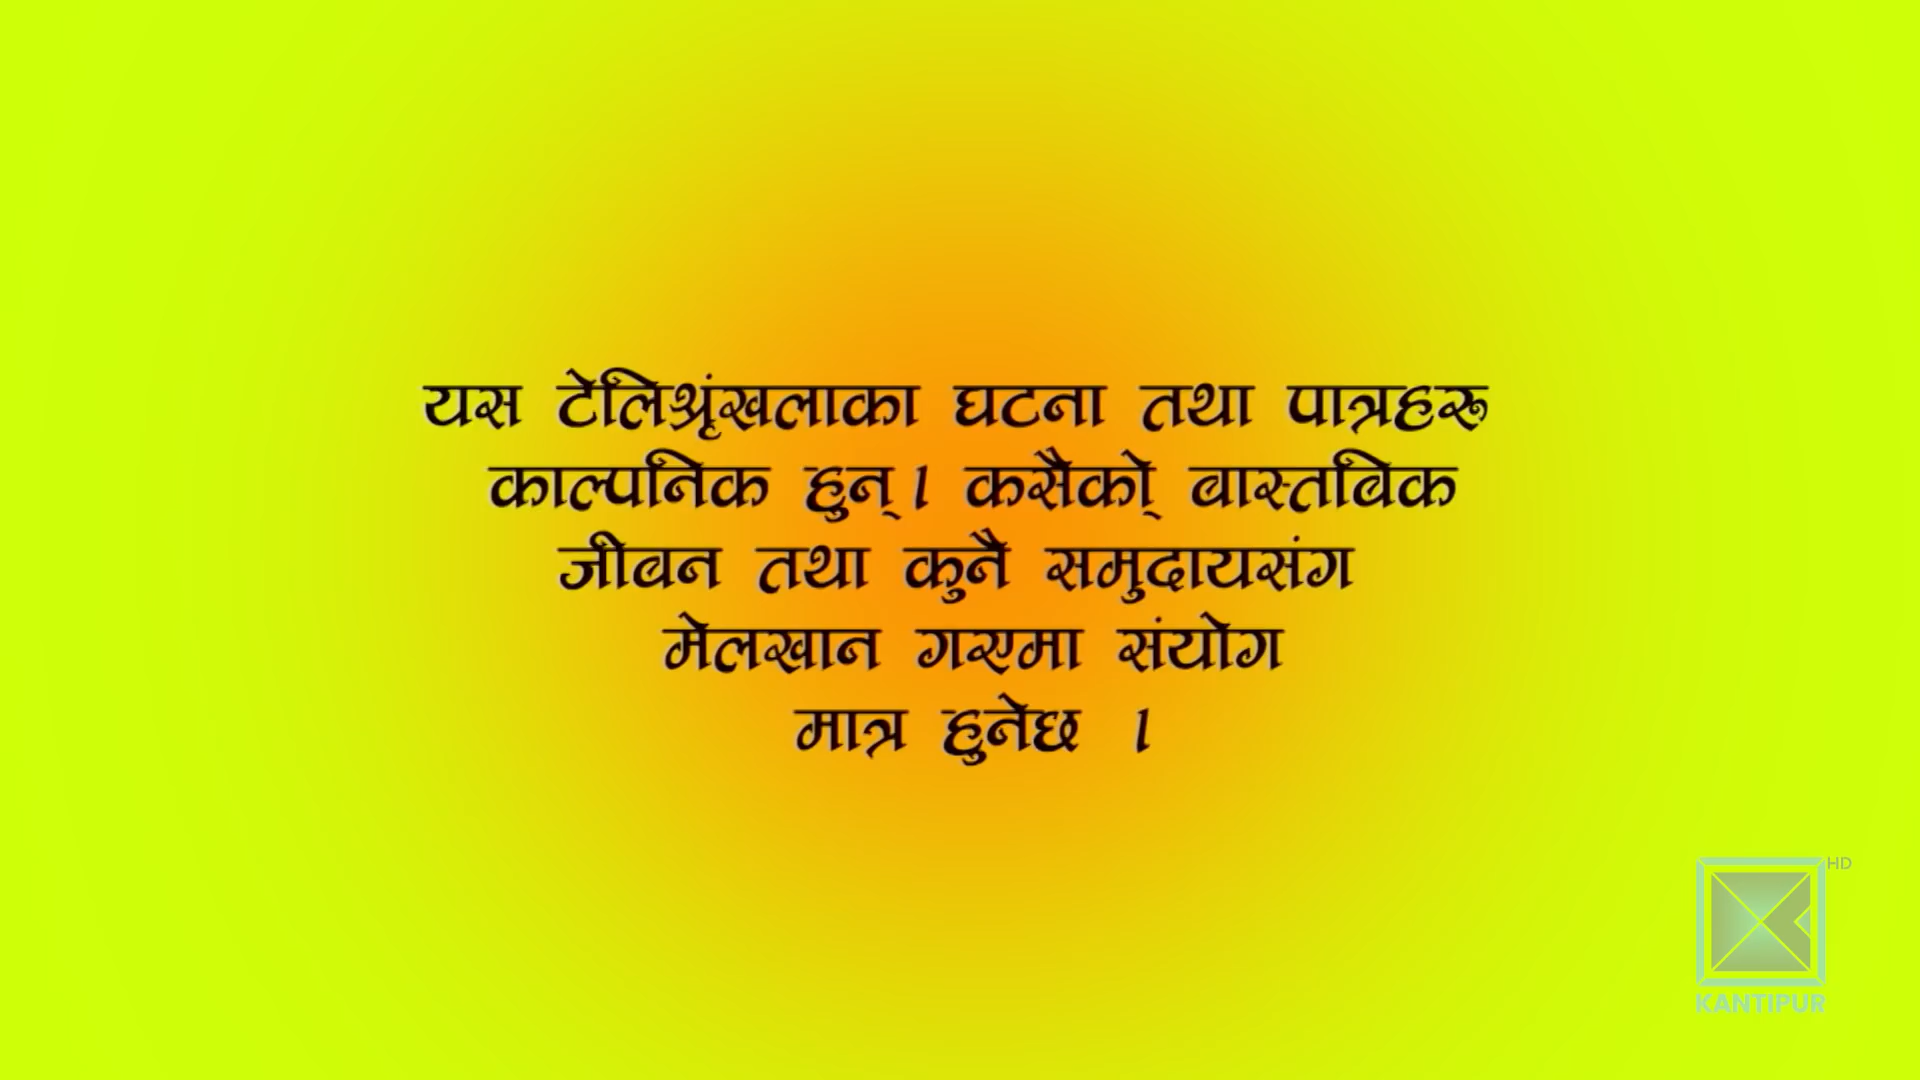 यस टेलिश्रृंखलाका घटना तथा पात्रहरू
काल्पनिक हुन्। कसैको् वास्तविक
जीवन तथा कुनै समुदायसंग
मेलखान गएमा संयोग
मात्र हुनेछ ।
HD
KANTIPUR